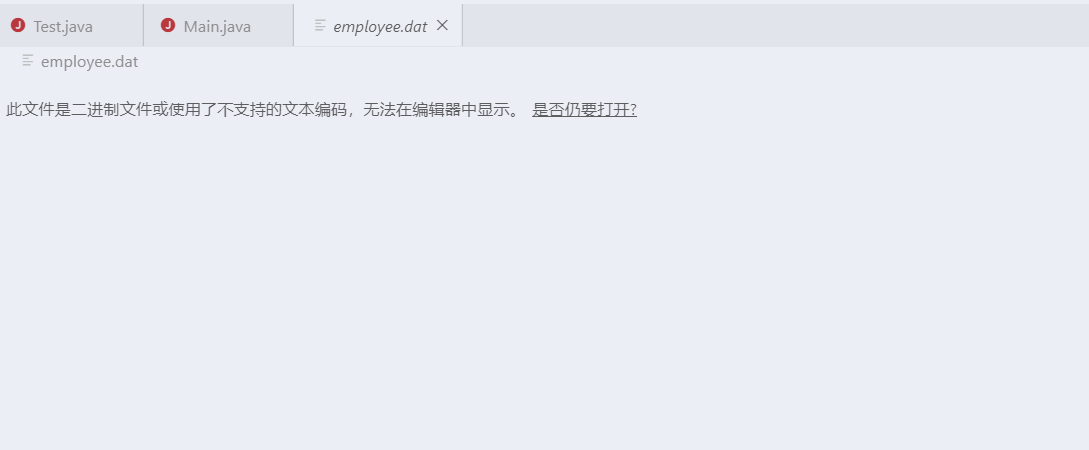 Test.java Main.java employee.dat
employee.dat
此文件是二进制文件或使用了不支持的文本编码，无法在编辑器中显示。 是否仍要打开?